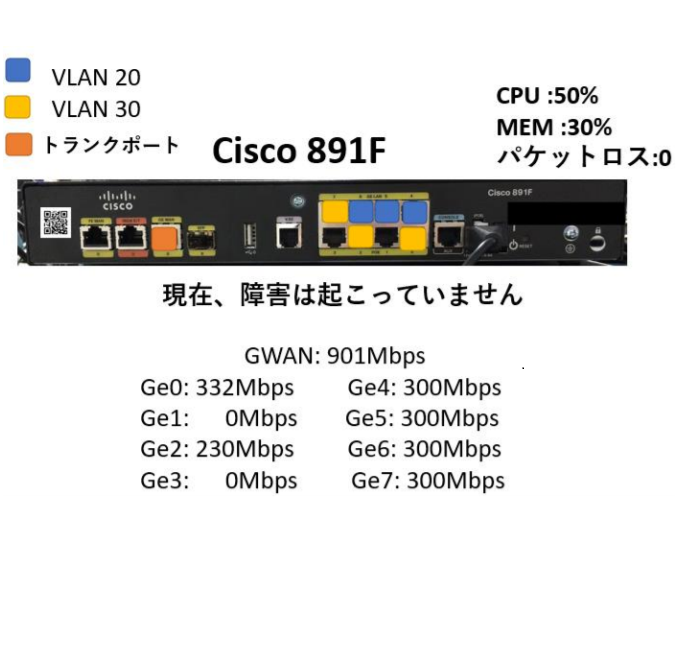 VLAN 20
VLAN 30
トランクポート
CPU :50%
MEM :30%
パケットロス:0
Cisco 891F
CISCO
Cisco 891F
CONSOLE
RESET
現在、障害は起こっていません
GWAN: 901Mbps
Ge0: 332Mbps Ge4: 300Mbps
Ge1: 0Mbps Ge5: 300Mbps
Ge2: 230Mbps Ge6: 300Mbps
Ge3: 0Mbps Ge7: 300Mbps